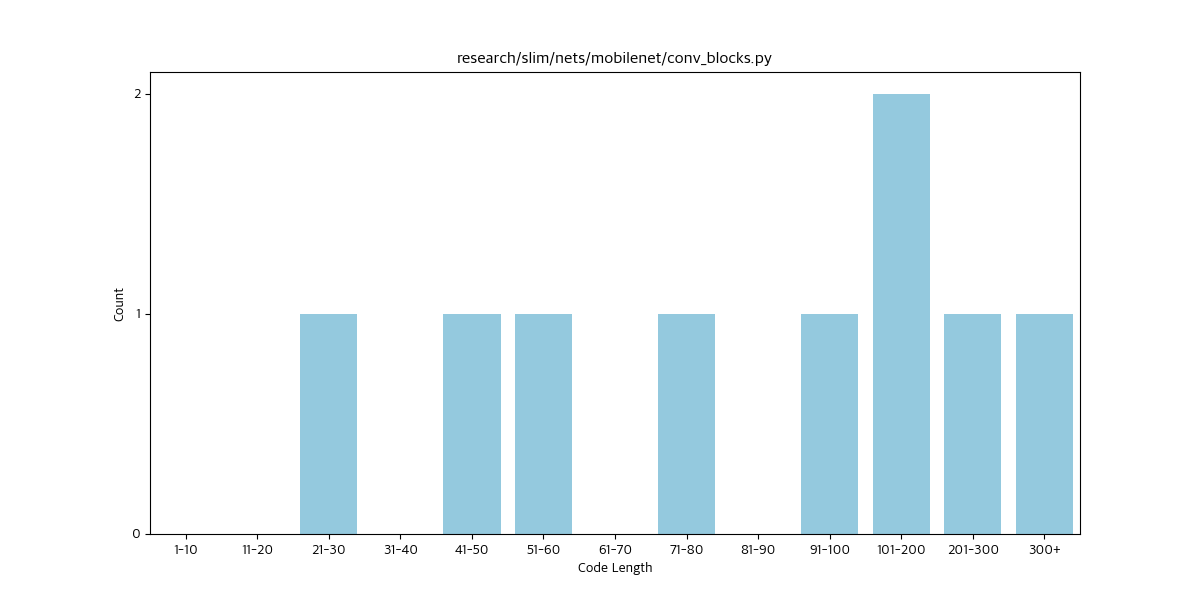 research/slim/nets/mobilenet/conv_blocks.py
2
1
0
Count
1-10 11-20 21-30 31-40 41-50 51-60 61-70 71-80 81-90 91-100 101-200 201-300 300+
Code Length